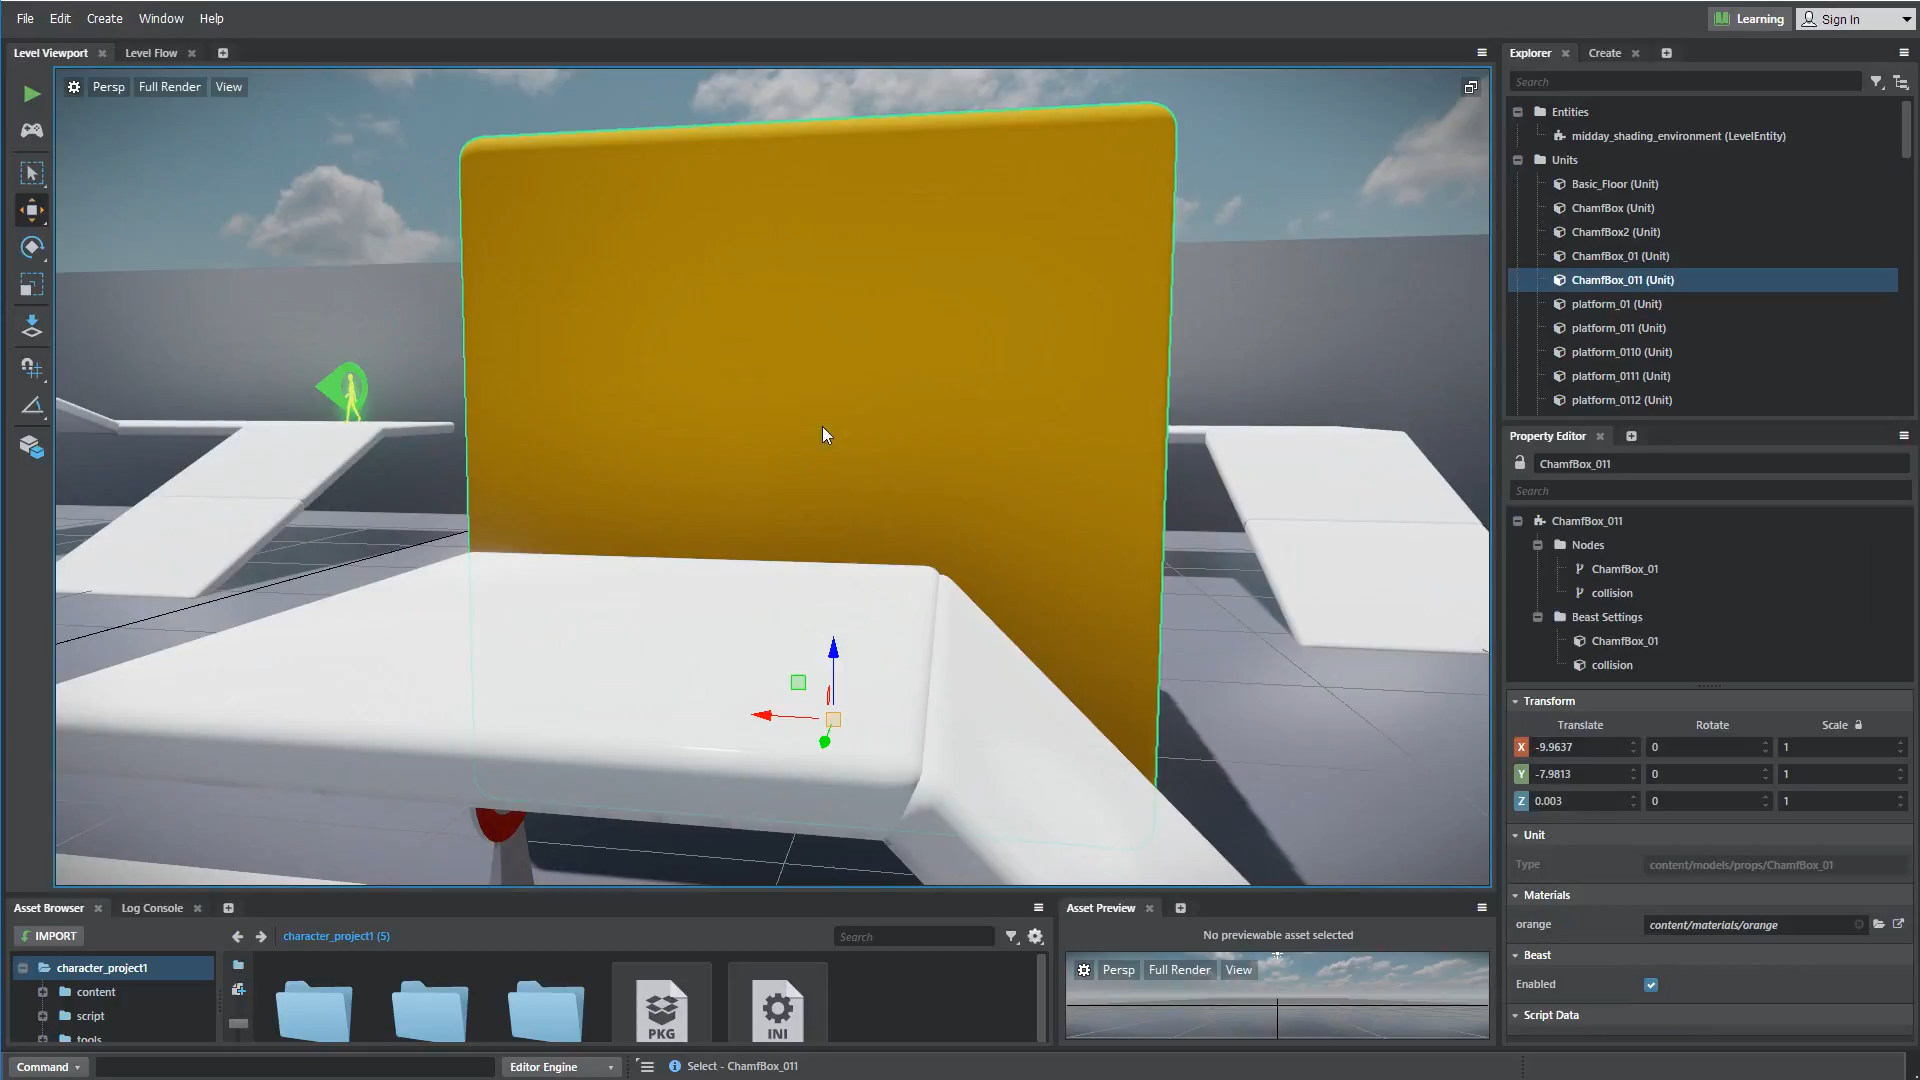 File Edit Create Window Help
Learning Sign In
Level Viewport Level Flow
Persp Full Render View
Explorer Create
Search
Entities
midday_shading_environment (LevelEntity)
Units
Basic_Floor (Unit)
ChamfBox (Unit)
ChamfBox2 (Unit)
ChamfBox_01 (Unit)
ChamfBox_011 (Unit)
platform_01 (Unit)
platform_011 (Unit)
platform_0110 (Unit)
platform_0111 (Unit)
platform_0112 (Unit)
Property Editor
ChamfBox_011
Search
ChamfBox_011
Nodes
ChamfBox_01
collision
Beast Settings
ChamfBox_01
collision
Transform
Translate Rotate Scale
X -9.9637 0 1
Y -7.9813 0 1
Z 0.003 0 1
Unit
Type content/models/props/ChamfBox_01
Materials
orange content/materials/orange
Beast
Enabled
Script Data
Asset Browser Log Console
IMPORT
character_project1 (5)
Search
character_project1
content
script
tools
PKG
INI
Asset Preview
No previewable asset selected
Persp Full Render View
Command Editor Engine Select - ChamfBox_011